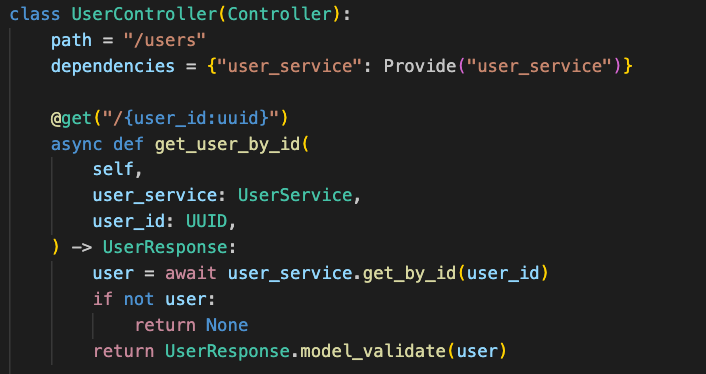 class UserController(Controller):
    path = "/users"
    dependencies = {"user_service": Provide("user_service")}

    @get("/{user_id:uuid}")
    async def get_user_by_id(
        self,
        user_service: UserService,
        user_id: UUID,
    ) -> UserResponse:
        user = await user_service.get_by_id(user_id)
        if not user:
            return None
        return UserResponse.model_validate(user)